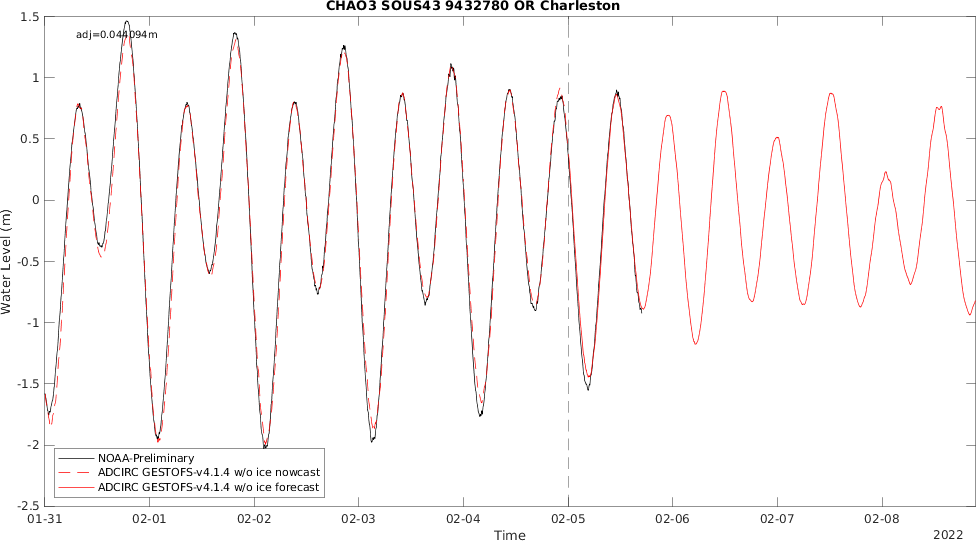 CHAO3 SOUS43 9432780 OR Charleston
adj=0.044094m
1.5
1
0.5
0
-0.5
-1
-1.5
-2
-2.5
Water Level (m)
NOAA-Preliminary
ADCIRC GESTOFS-v4.1.4 w/o ice nowcast
ADCIRC GESTOFS-v4.1.4 w/o ice forecast
01-31 02-01 02-02 02-03 02-04 02-05 02-06 02-07 02-08
Time
2022